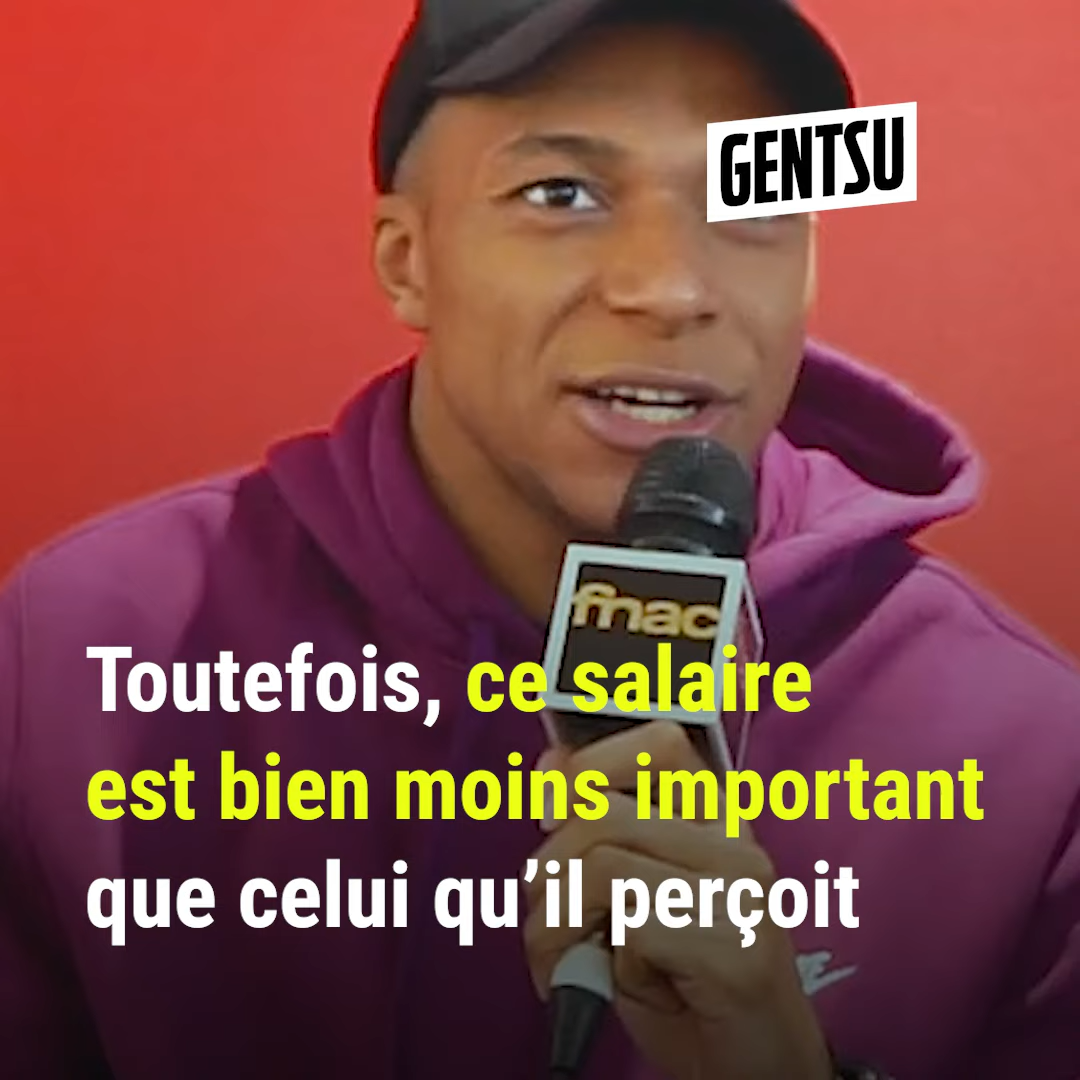 GENTSU
fnac
Toutefois, ce salaire
est bien moins important
que celui qu’il perçoit